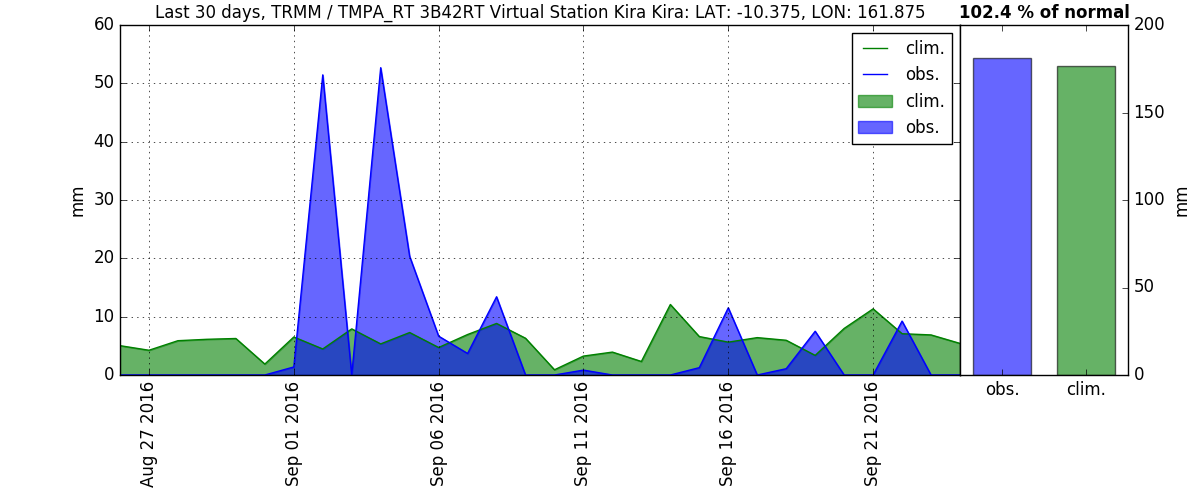 Last 30 days, TRMM / TMPA_RT 3B42RT Virtual Station Kira Kira: LAT: -10.375, LON: 161.875
102.4 % of normal
60
50
40
30
20
10
0
mm
clim.
obs.
clim.
obs.
200
150
100
50
0
mm
Aug 27 2016
Sep 01 2016
Sep 06 2016
Sep 11 2016
Sep 16 2016
Sep 21 2016
obs.
clim.